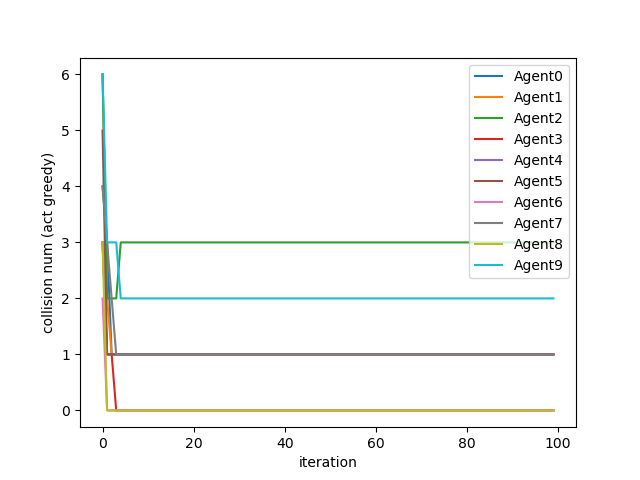 collision num (act greedy)
6
5
4
3
2
1
0
0
20
40
60
80
100
iteration
Agent0
Agent1
Agent2
Agent3
Agent4
Agent5
Agent6
Agent7
Agent8
Agent9